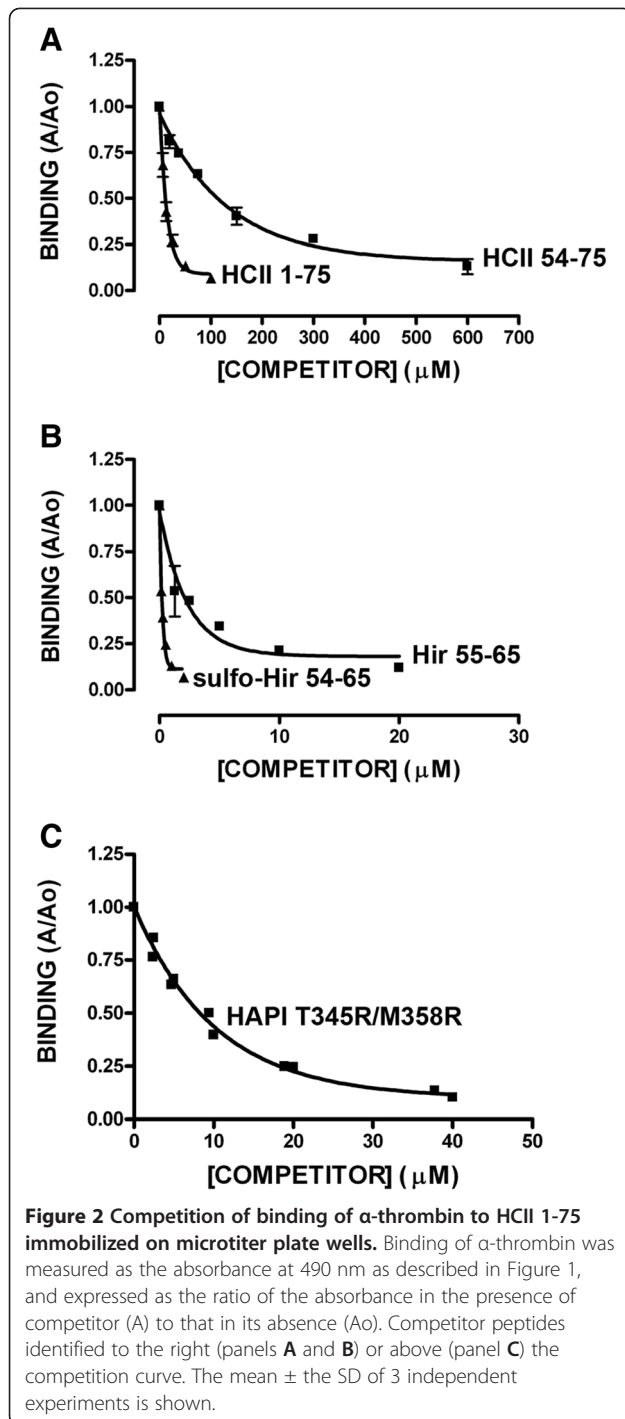 A
BINDING (A/Ao)
1.25
1.00
0.75
0.50
0.25
0.00
HCII 54-75
HCII 1-75
0 100 200 300 400 500 600 700
[COMPETITOR] (μM)
B
BINDING (A/Ao)
1.25
1.00
0.75
0.50
0.25
0.00
Hir 55-65
sulfo-Hir 54-65
0 10 20 30
[COMPETITOR] (μM)
C
BINDING (A/Ao)
1.25
1.00
0.75
0.50
0.25
0.00
HAPI T345R/M358R
0 10 20 30 40 50
[COMPETITOR] (μM)
Figure 2 Competition of binding of α-thrombin to HCII 1-75
immobilized on microtiter plate wells. Binding of α-thrombin was
measured as the absorbance at 490 nm as described in Figure 1,
and expressed as the ratio of the absorbance in the presence of
competitor (A) to that in its absence (Ao). Competitor peptides
identified to the right (panels A and B) or above (panel C) the
competition curve. The mean ± the SD of 3 independent
experiments is shown.